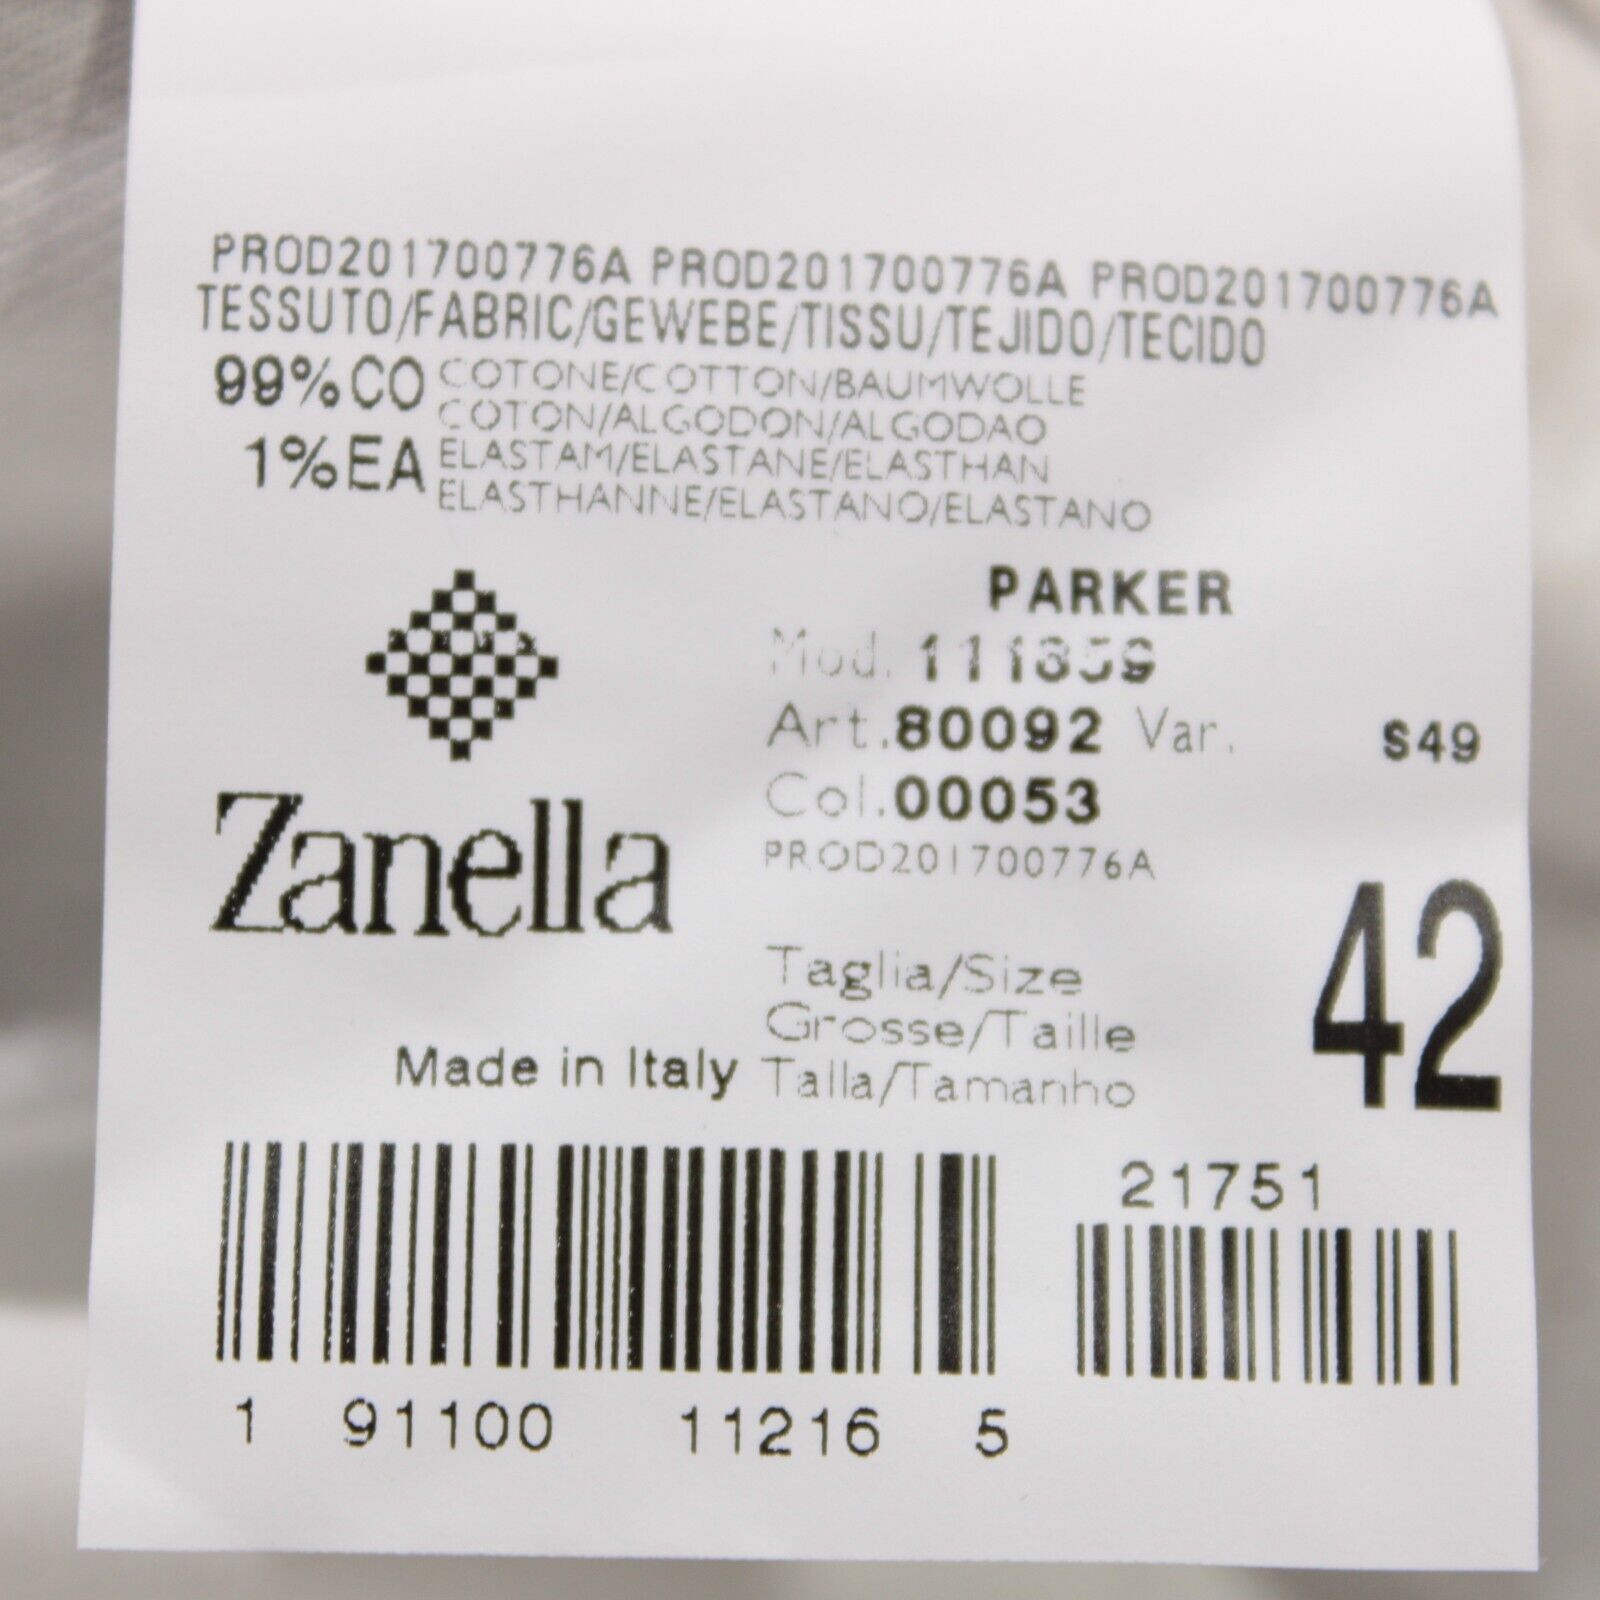 PROD201700776A PROD201700776A PROD201700776A
TESSUTO/FABRIC/GEWEBE/TISSU/TEJIDO/TECIDO
99%CO COTONE/COTTON/BAUMWOLLE
COTON/ALGODON/ALGODAO
1%EA ELASTAM/ELASTANE/ELASTHAN
ELASTHANNE/ELASTANO/ELASTANO
PARKER
Mod.
Art.80092 Var. S49
Col.00053
PROD201700776A
Zanella
Taglia/Size
Grosse/Taille
Talla/Tamanho
42
Made in Italy
21751
1 91100 11216 5